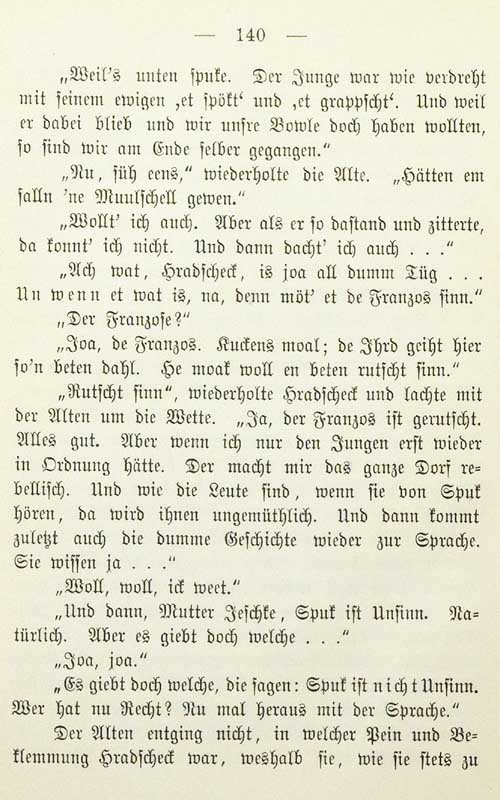 — 140 —
„Weil's unten spuke. Der Junge war wie verdreht
mit seinem ewigen ‚et spökt‘ und ‚et grappscht‘. Und weil
er dabei blieb und wir unsre Bowle doch haben wollten,
so sind wir am Ende selber gegangen.“
„Nu, süh eens,“ wiederholte die Alte. „Hätten em
salln 'ne Muulschell gewen.“
„Wollt' ich auch. Aber als er so dastand und zitterte,
da konnt' ich nicht. Und dann dacht' ich auch . . .“
„Ach wat, Hradscheck, is joa all dumm Tüg . . .
Un wenn et wat is, na, denn möt' et de Franzos sinn.“
„Der Franzose?“
„Joa, de Franzos. Kuckens moal; de Ihrd geiht hier
so'n beten dahl. He moak woll en beten rutscht sinn.“
„Rutscht sinn“, wiederholte Hradscheck und lachte mit
der Alten um die Wette. „Ja, der Franzos ist gerutscht.
Alles gut. Aber wenn ich nur den Jungen erst wieder
in Ordnung hätte. Der macht mir das ganze Dorf re-
bellisch. Und wie die Leute sind, wenn sie von Spuk
hören, da wird ihnen ungemüthlich. Und dann kommt
zuletzt auch die dumme Geschichte wieder zur Sprache.
Sie wissen ja . . .“
„Woll, woll, ick weet.“
„Und dann, Mutter Jeschke, Spuk ist Unsinn. Na-
türlich. Aber es giebt doch welche . . .“
„Joa, joa.“
„Es giebt doch welche, die sagen: Spuk ist nicht Unsinn.
Wer hat nu Recht? Nu mal heraus mit der Sprache.“
Der Alten entging nicht, in welcher Pein und Be-
klemmung Hradscheck war, weshalb sie, wie sie stets zu